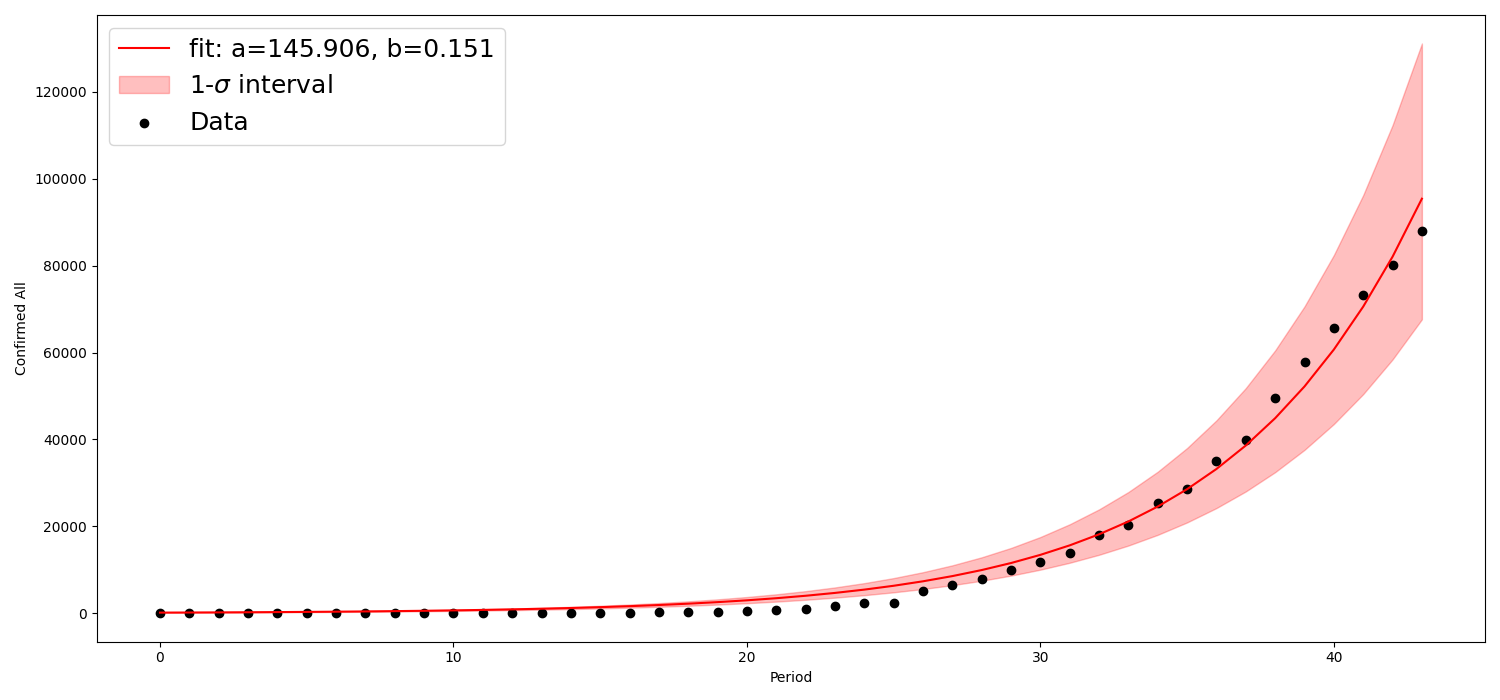 fit: a=145.906, b=0.151
1-σ interval
Data
Confirmed All
120000
100000
80000
60000
40000
20000
0
0 10 20 30 40
Period